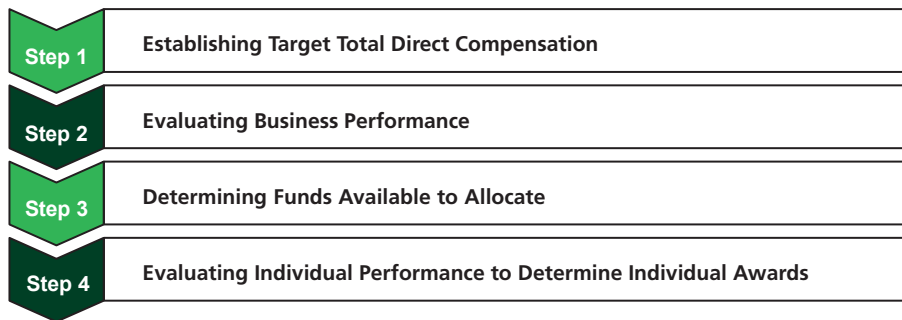 Step 1
Establishing Target Total Direct Compensation
Step 2
Evaluating Business Performance
Step 3
Determining Funds Available to Allocate
Step 4
Evaluating Individual Performance to Determine Individual Awards